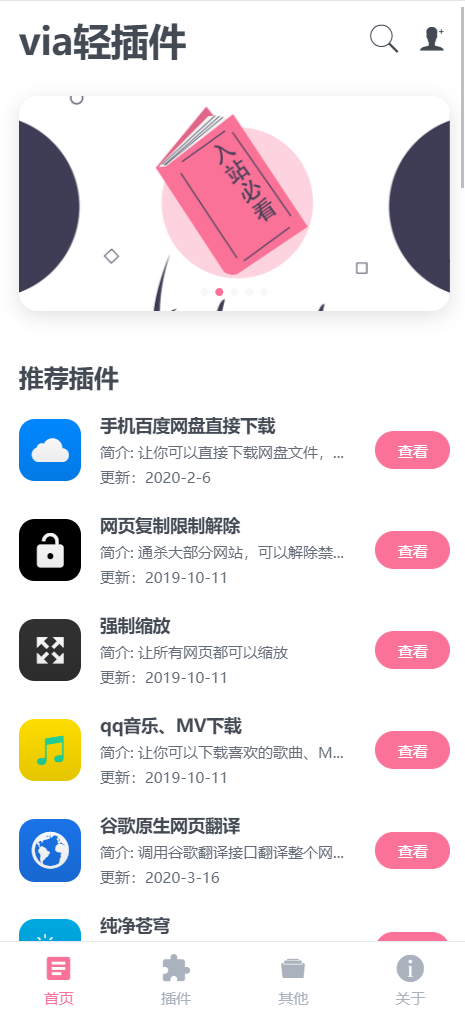 via轻插件
入站必看
推荐插件
手机百度网盘直接下载
简介: 让你可以直接下载网盘文件，...
更新：2020-2-6
查看
网页复制限制解除
简介: 通杀大部分网站，可以解除禁...
更新：2019-10-11
查看
强制缩放
简介: 让所有网页都可以缩放
更新：2019-10-11
查看
qq音乐、MV下载
简介: 让你可以下载喜欢的歌曲、M...
更新：2019-10-11
查看
谷歌原生网页翻译
简介: 调用谷歌翻译接口翻译整个网...
更新：2020-3-16
查看
纯净苍穹
首页
插件
其他
关于